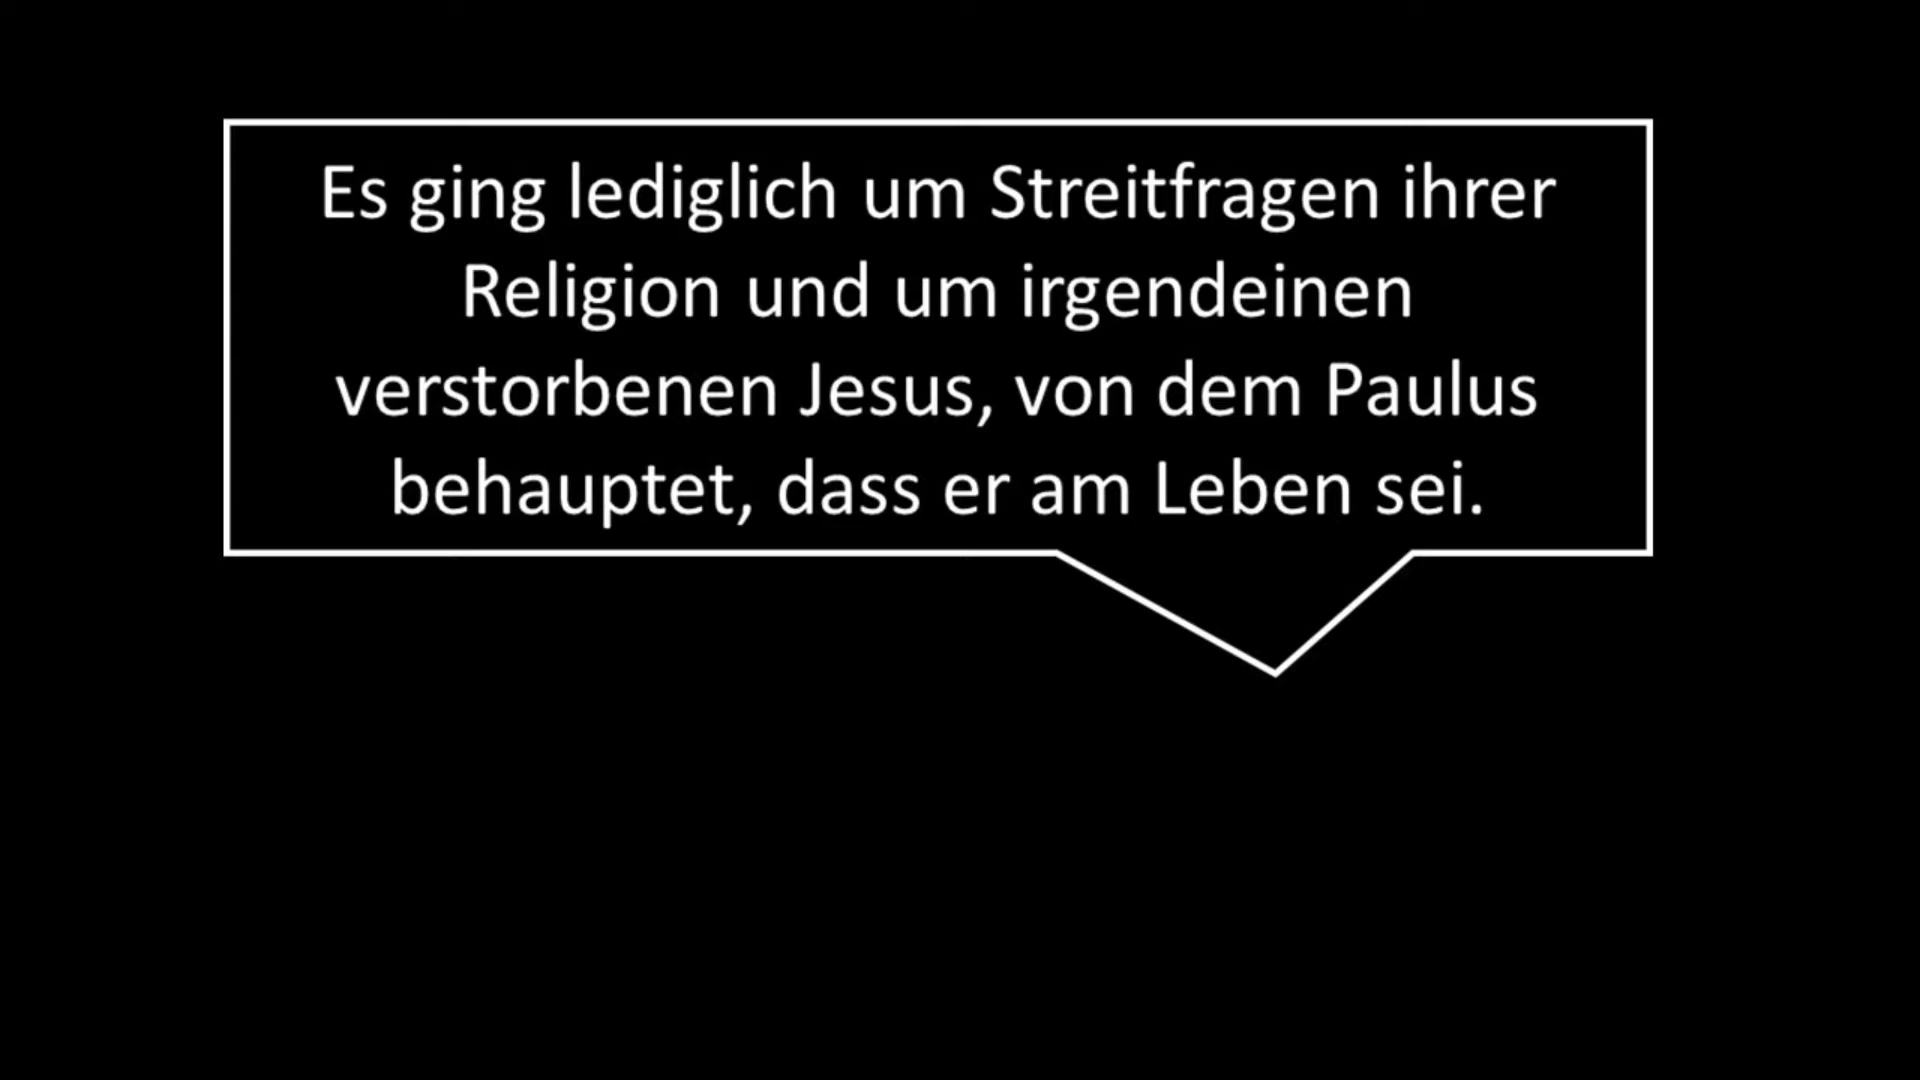 Es ging lediglich um Streitfragen ihrer
Religion und um irgendeinen
verstorbenen Jesus, von dem Paulus
behauptet, dass er am Leben sei.